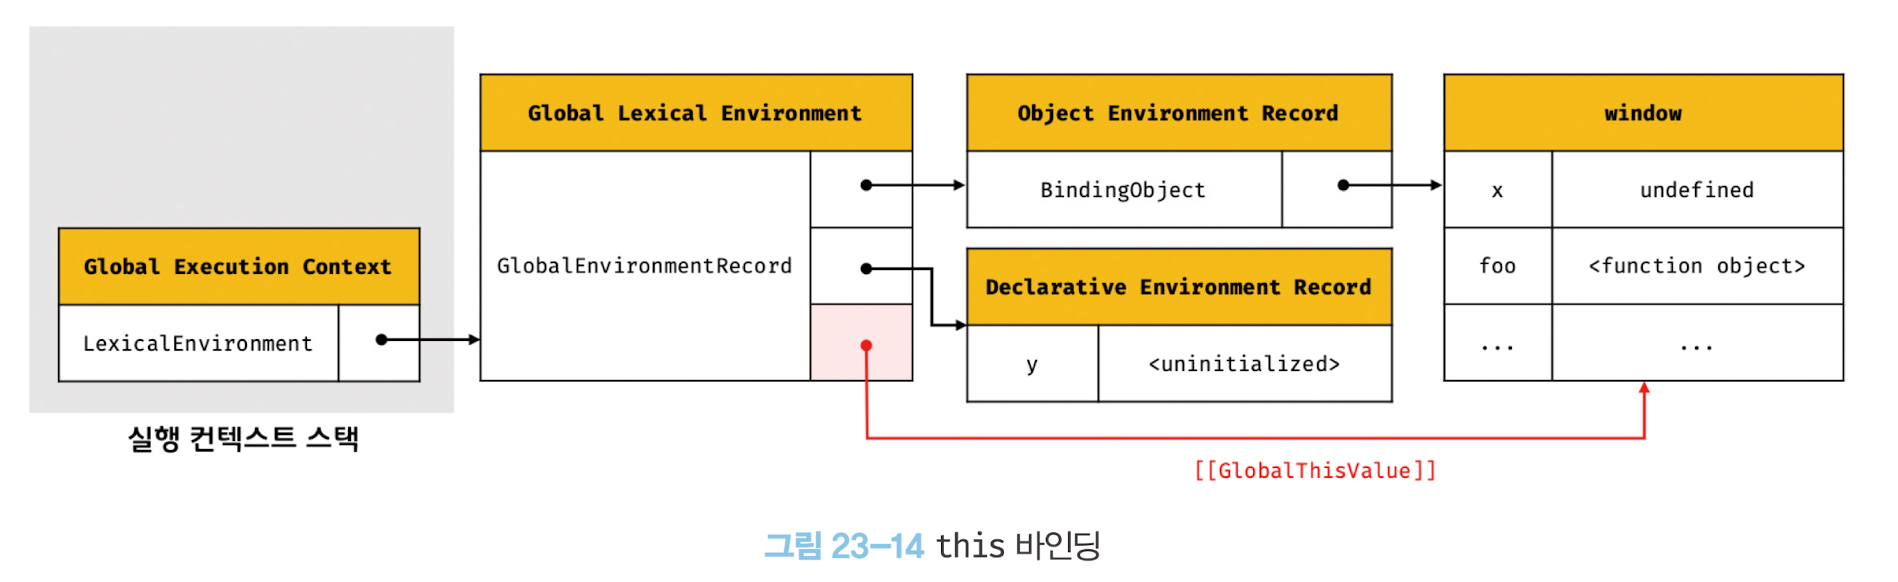 Global Execution Context
LexicalEnvironment
실행 컨텍스트 스택
Global Lexical Environment
GlobalEnvironmentRecord
Object Environment Record
BindingObject
Declarative Environment Record
y <uninitialized>
window
x undefined
foo <function object>
... ...
[[GlobalThisValue]]
그림 23-14 this 바인딩